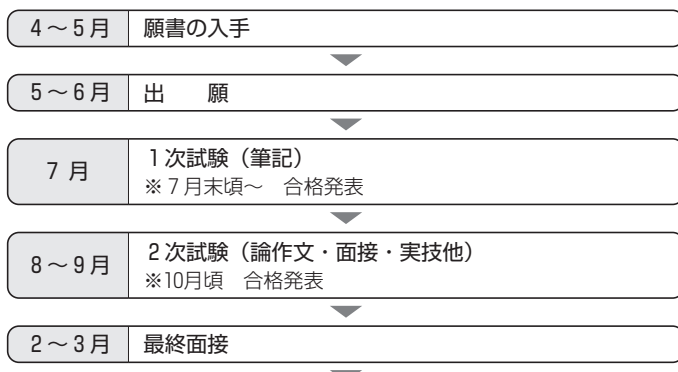 4～5月 願書の入手
5～6月 出　　願
7月 1次試験（筆記）
※7月末頃～　合格発表
8～9月 2次試験（論作文・面接・実技他）
※10月頃　合格発表
2～3月 最終面接